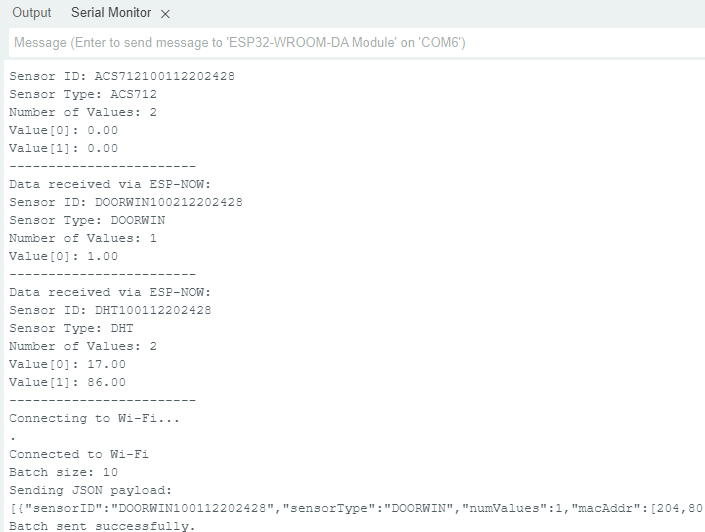 Output Serial Monitor ×
Message (Enter to send message to 'ESP32-WROOM-DA Module' on 'COM6')
Sensor ID: ACS712100112202428
Sensor Type: ACS712
Number of Values: 2
Value[0]: 0.00
Value[1]: 0.00
------------------------
Data received via ESP-NOW:
Sensor ID: DOORWIN100212202428
Sensor Type: DOORWIN
Number of Values: 1
Value[0]: 1.00
------------------------
Data received via ESP-NOW:
Sensor ID: DHT100112202428
Sensor Type: DHT
Number of Values: 2
Value[0]: 17.00
Value[1]: 86.00
------------------------
Connecting to Wi-Fi...
.
Connected to Wi-Fi
Batch size: 10
Sending JSON payload:
[{"sensorID":"DOORWIN100112202428","sensorType":"DOORWIN","numValues":1,"macAddr":[204,80
Batch sent successfully.